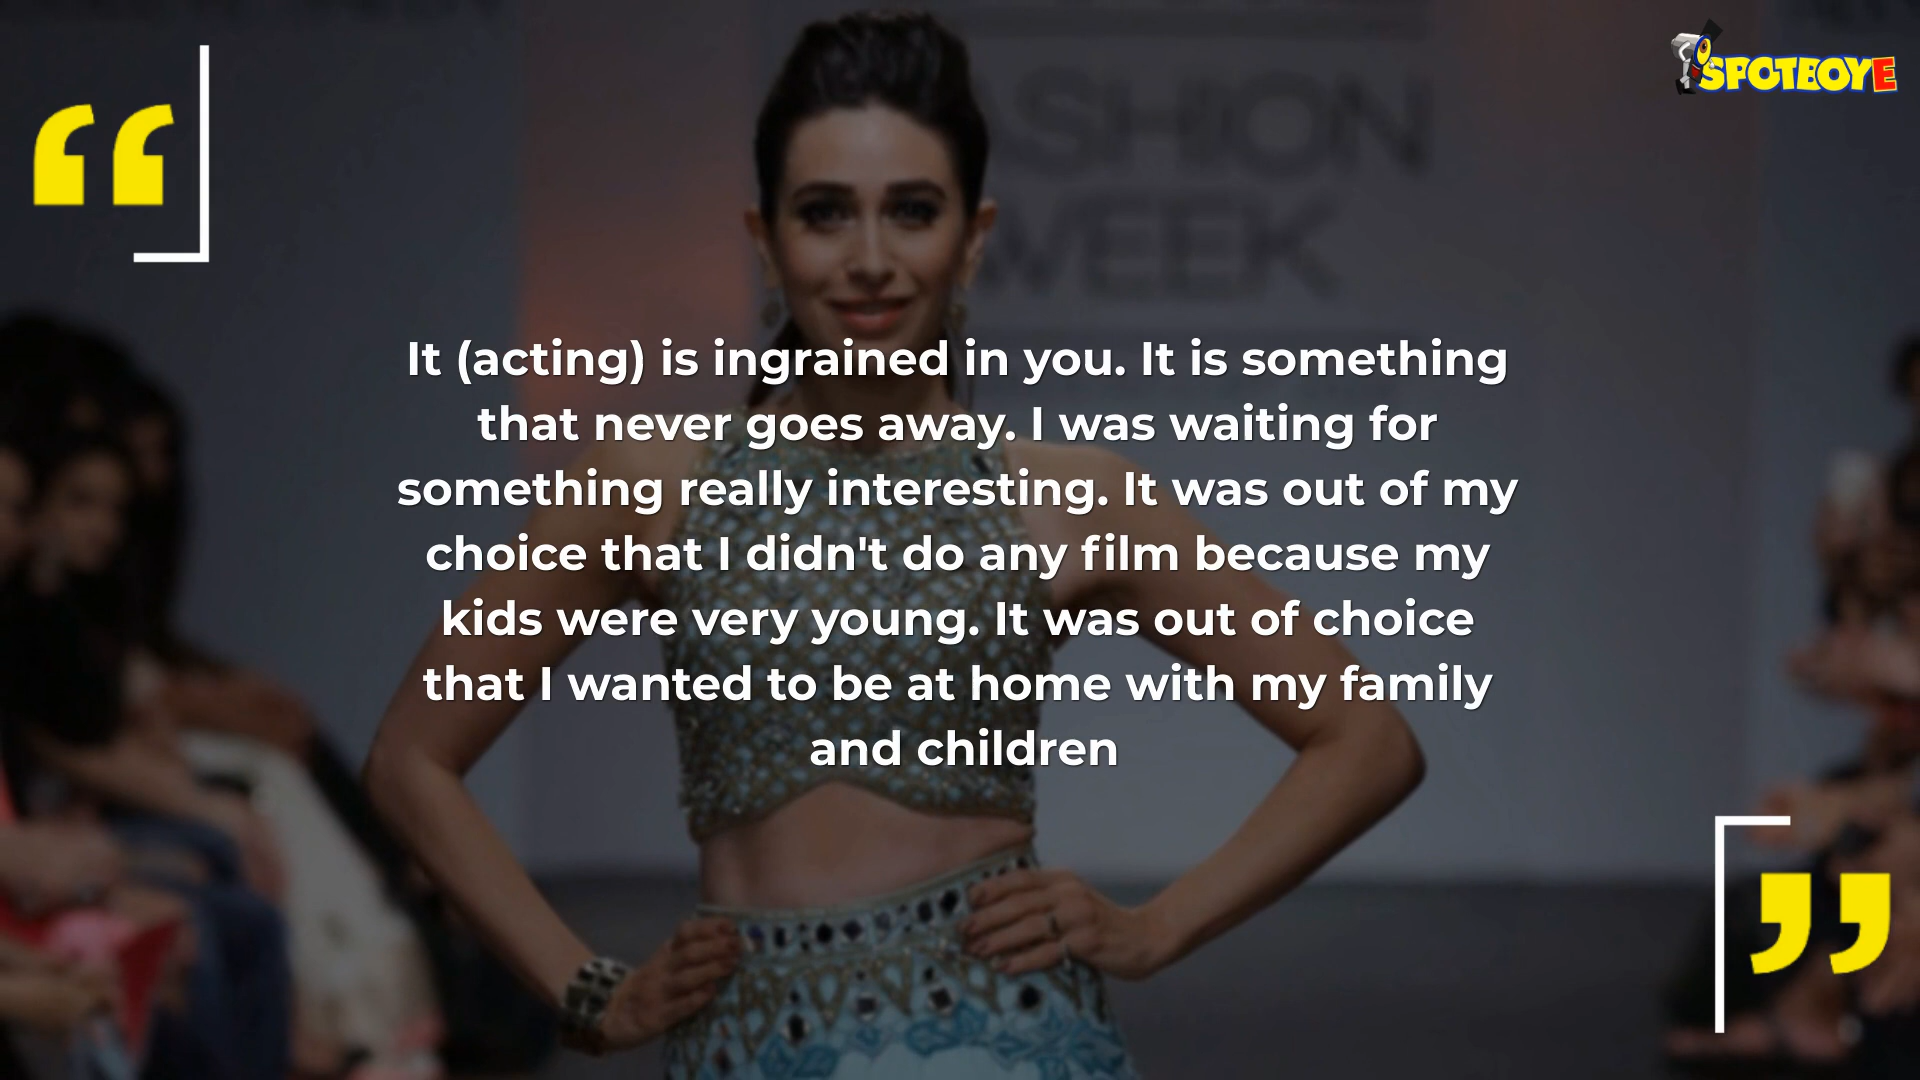 SPOTBOYE
ASHION
WEEK
It (acting) is ingrained in you. It is something
that never goes away. I was waiting for
something really interesting. It was out of my
choice that I didn't do any film because my
kids were very young. It was out of choice
that I wanted to be at home with my family
and children